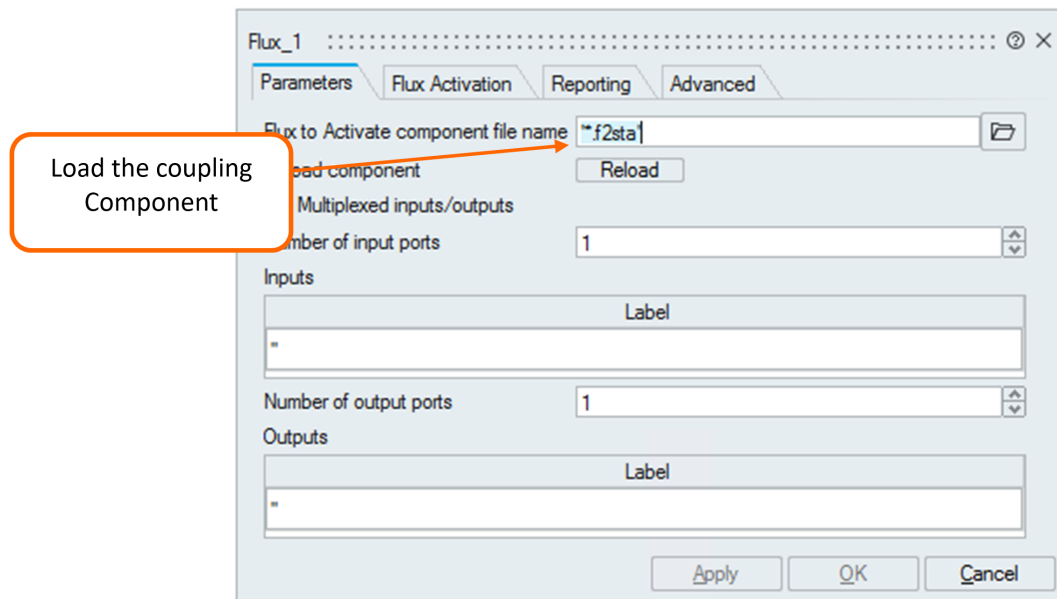 Flux_1
Parameters Flux Activation Reporting Advanced
Flux to Activate component file name '*.f2sta'
Load the coupling
Component
component Reload
Multiplexed inputs/outputs
of input ports 1
Inputs
Label
''
Number of output ports 1
Outputs
Label
''
Apply OK Cancel